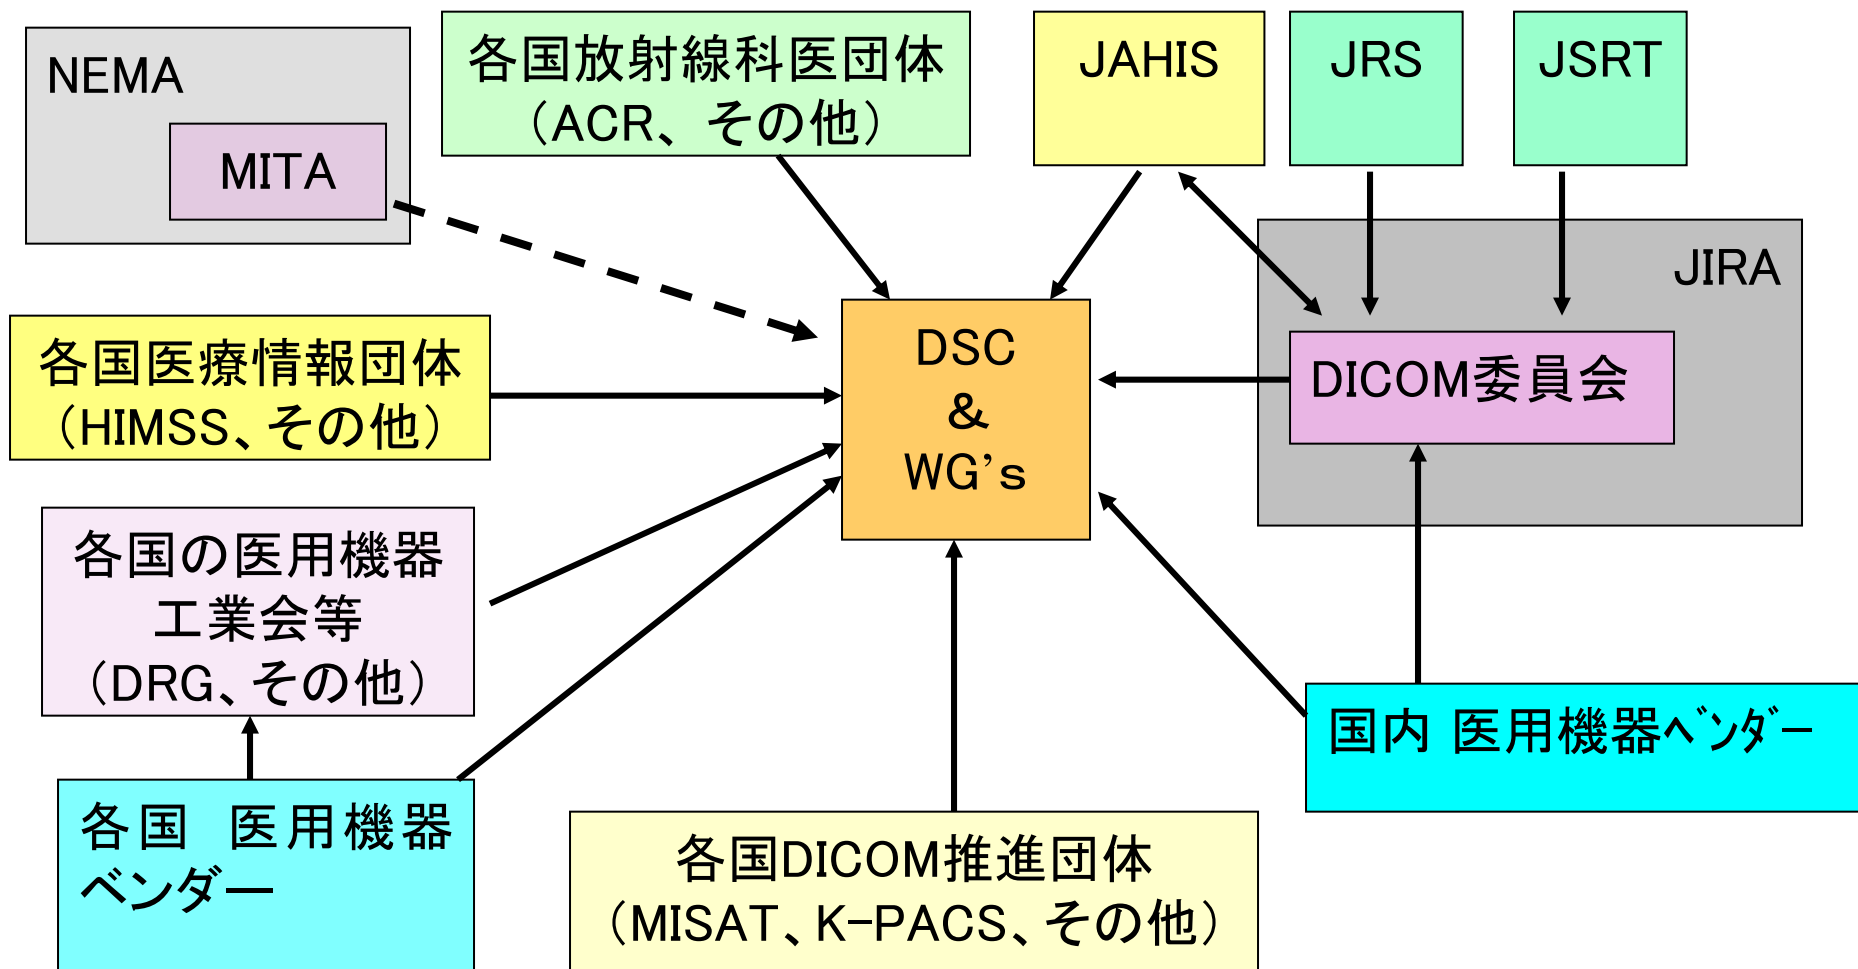 NEMA
MITA
各国放射線科医団体
（ACR、その他）
JAHIS
JRS
JSRT
JIRA
DICOM委員会
DSC
&
WG's
各国医療情報団体
（HIMSS、その他）
各国の医用機器
工業会等
（DRG、その他）
各国　医用機器
ベンダー
各国DICOM推進団体
（MISAT、K-PACS、その他）
国内 医用機器ﾍﾞﾝﾀﾞｰ